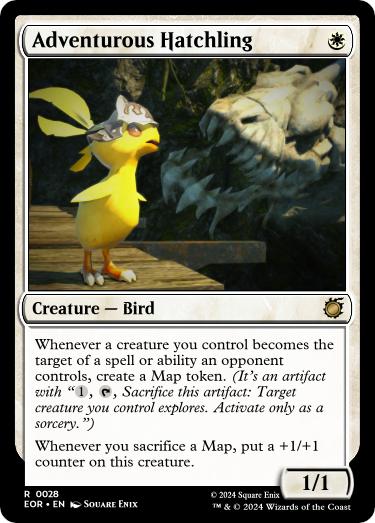 Adventurous Hatchling
Creature — Bird
Whenever a creature you control becomes the
target of a spell or ability an opponent
controls, create a Map token. (It's an artifact
with “1, T, Sacrifice this artifact: Target
creature you control explores. Activate only as a
sorcery.”)
Whenever you sacrifice a Map, put a +1/+1
counter on this creature.
1/1
R 0028
EOR • EN Square Enix
© 2024 Square Enix
™ & © 2024 Wizards of the Coast